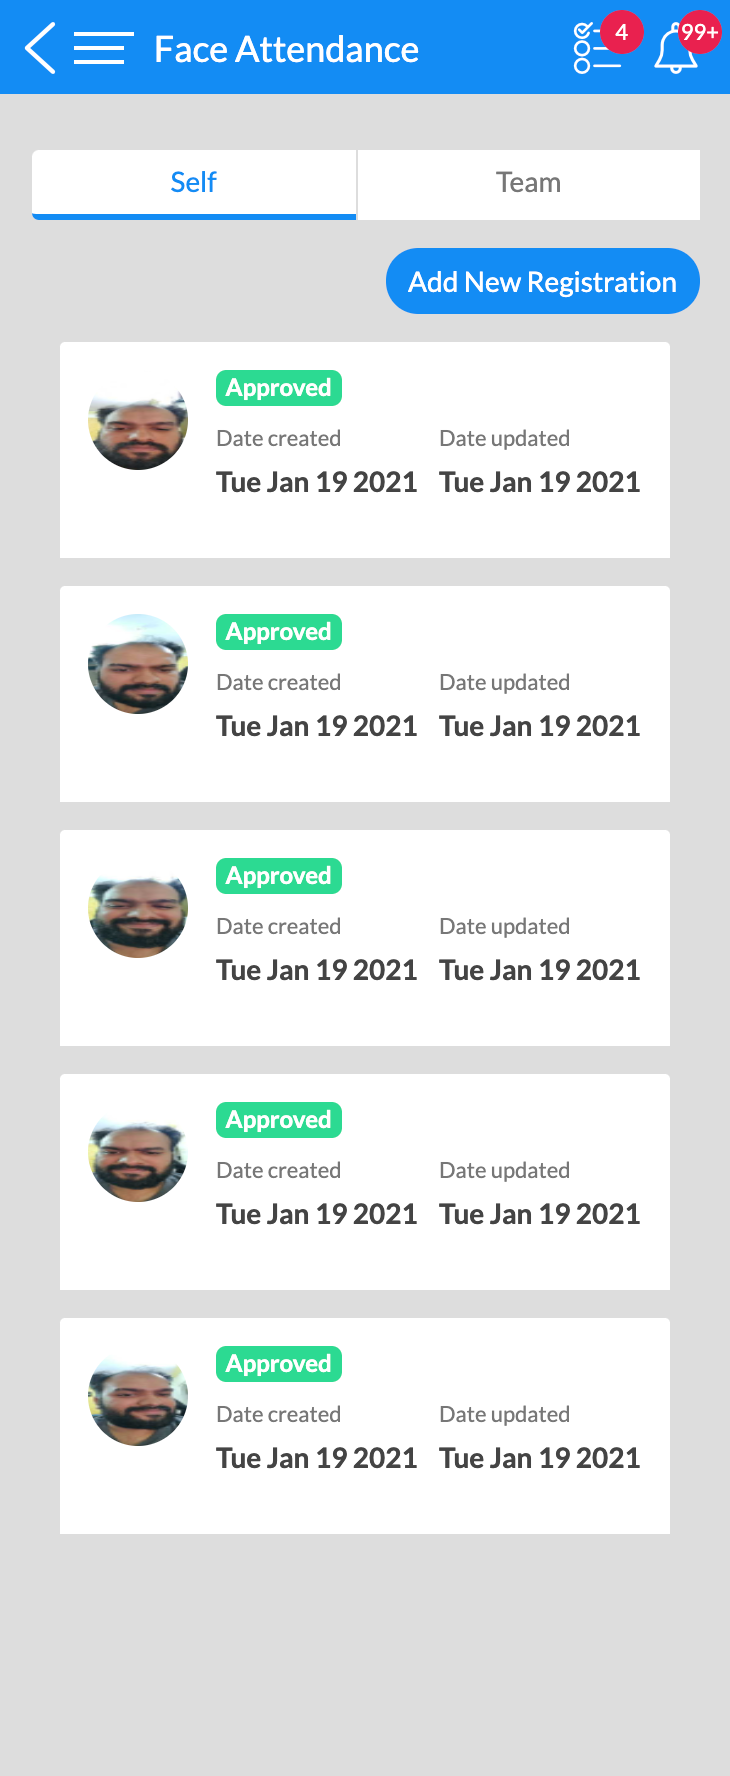 Face Attendance
4
99+
Self
Team
Add New Registration
Approved
Date created
Date updated
Tue Jan 19 2021
Tue Jan 19 2021
Approved
Date created
Date updated
Tue Jan 19 2021
Tue Jan 19 2021
Approved
Date created
Date updated
Tue Jan 19 2021
Tue Jan 19 2021
Approved
Date created
Date updated
Tue Jan 19 2021
Tue Jan 19 2021
Approved
Date created
Date updated
Tue Jan 19 2021
Tue Jan 19 2021